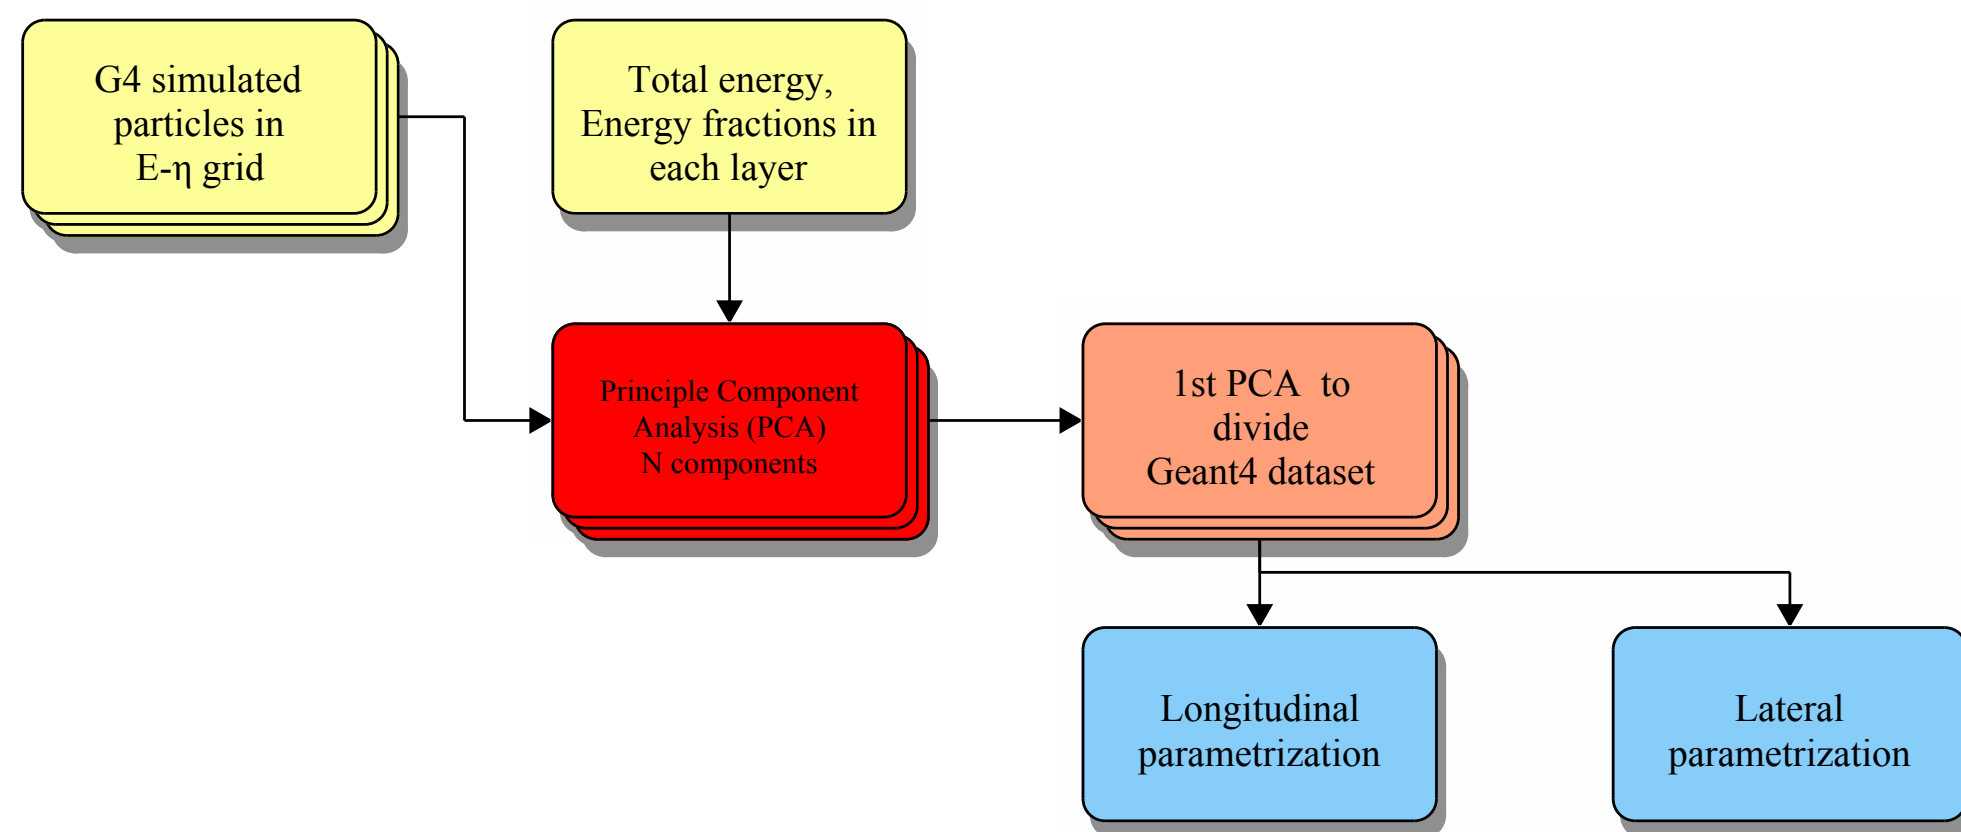 G4 simulated
particles in
E-η grid
Total energy,
Energy fractions in
each layer
Principle Component
Analysis (PCA)
N components
1st PCA  to
divide
Geant4 dataset
Longitudinal
parametrization
Lateral
parametrization